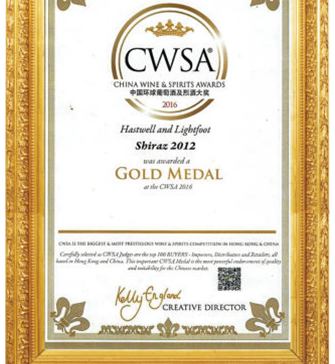 CWSA
CHINA WINE & SPIRITS AWARDS
中国环球葡萄酒及烈酒大奖
2016
Hastwell and Lightfoot
Shiraz 2012
was awarded a
GOLD MEDAL
at the CWSA 2016
CWSA IS THE BIGGEST & MOST PRESTIGIOUS WINE & SPIRITS COMPETITION IN HONG KONG & CHINA
Carefully selected as CWSA Judges are the top 100 BUYERS - Importers, Distributors and Retailers, all
based in Hong Kong and China. This important CWSA Medal is the most powerful endorsement of quality
and suitability for the Chinese market.
Kelly England
CREATIVE DIRECTOR